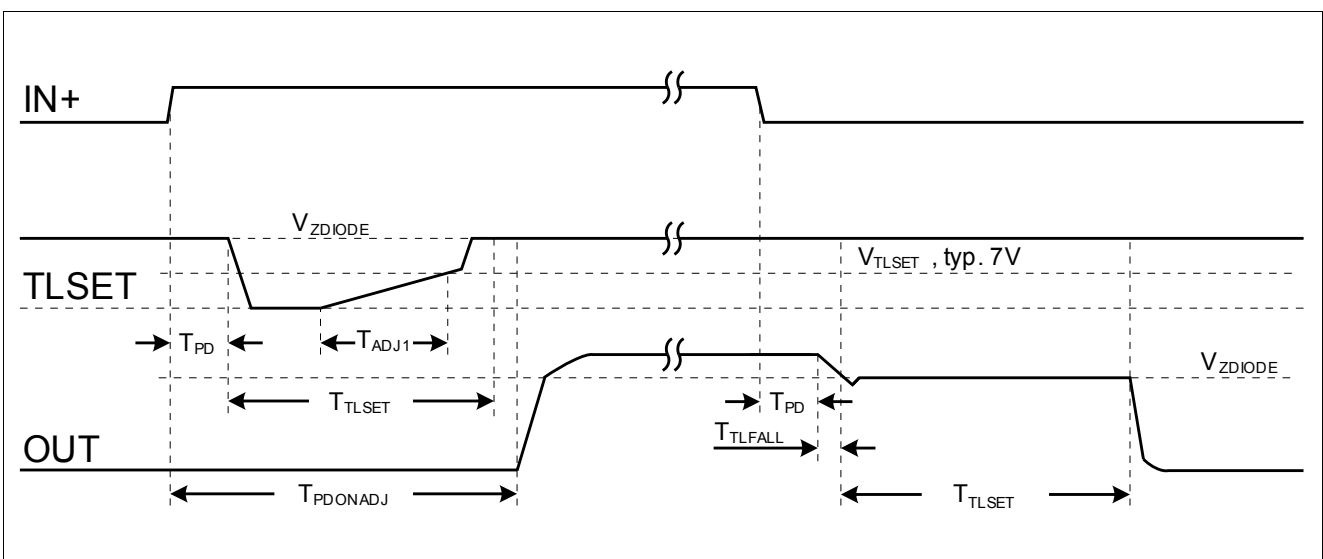 IN+
VZDIODE
VTLSET , typ. 7V
TLSET
TPD
TADJ1
VZDIODE
TTLSET
TPD
TTLFALL
OUT
TPDONADJ
TTLSET